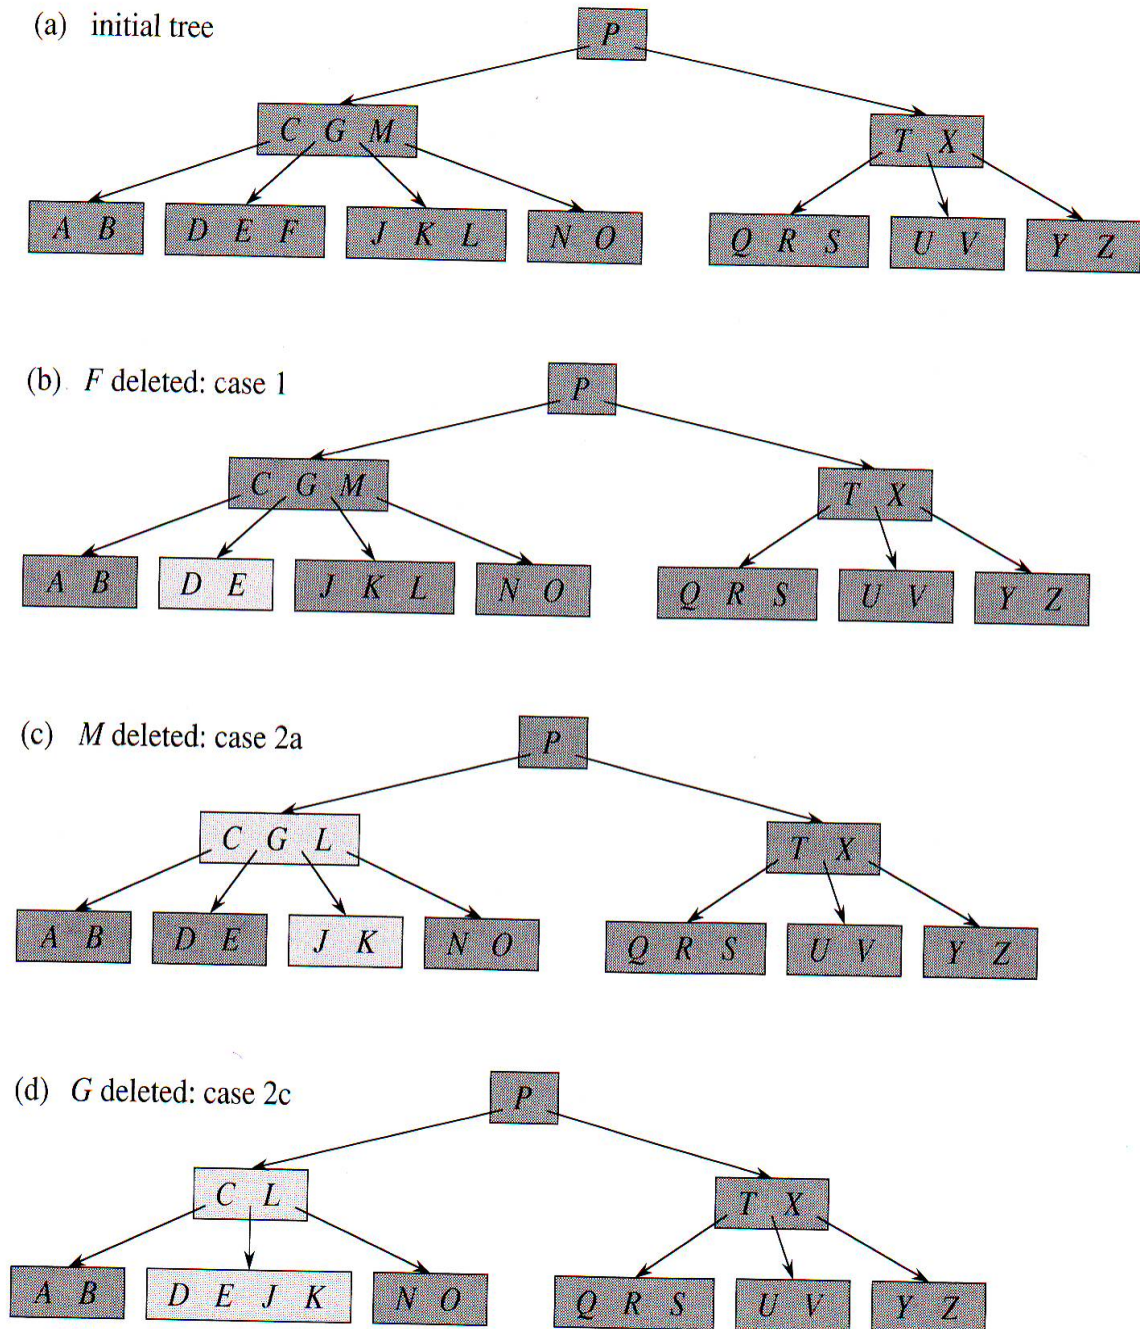 (a) initial tree
P
C G M
T X
A B
D E F
J K L
N O
Q R S
U V
Y Z
(b) F deleted: case 1
P
C G M
T X
A B
D E
J K L
N O
Q R S
U V
Y Z
(c) M deleted: case 2a
P
C G L
T X
A B
D E
J K
N O
Q R S
U V
Y Z
(d) G deleted: case 2c
P
C L
T X
A B
D E J K
N O
Q R S
U V
Y Z